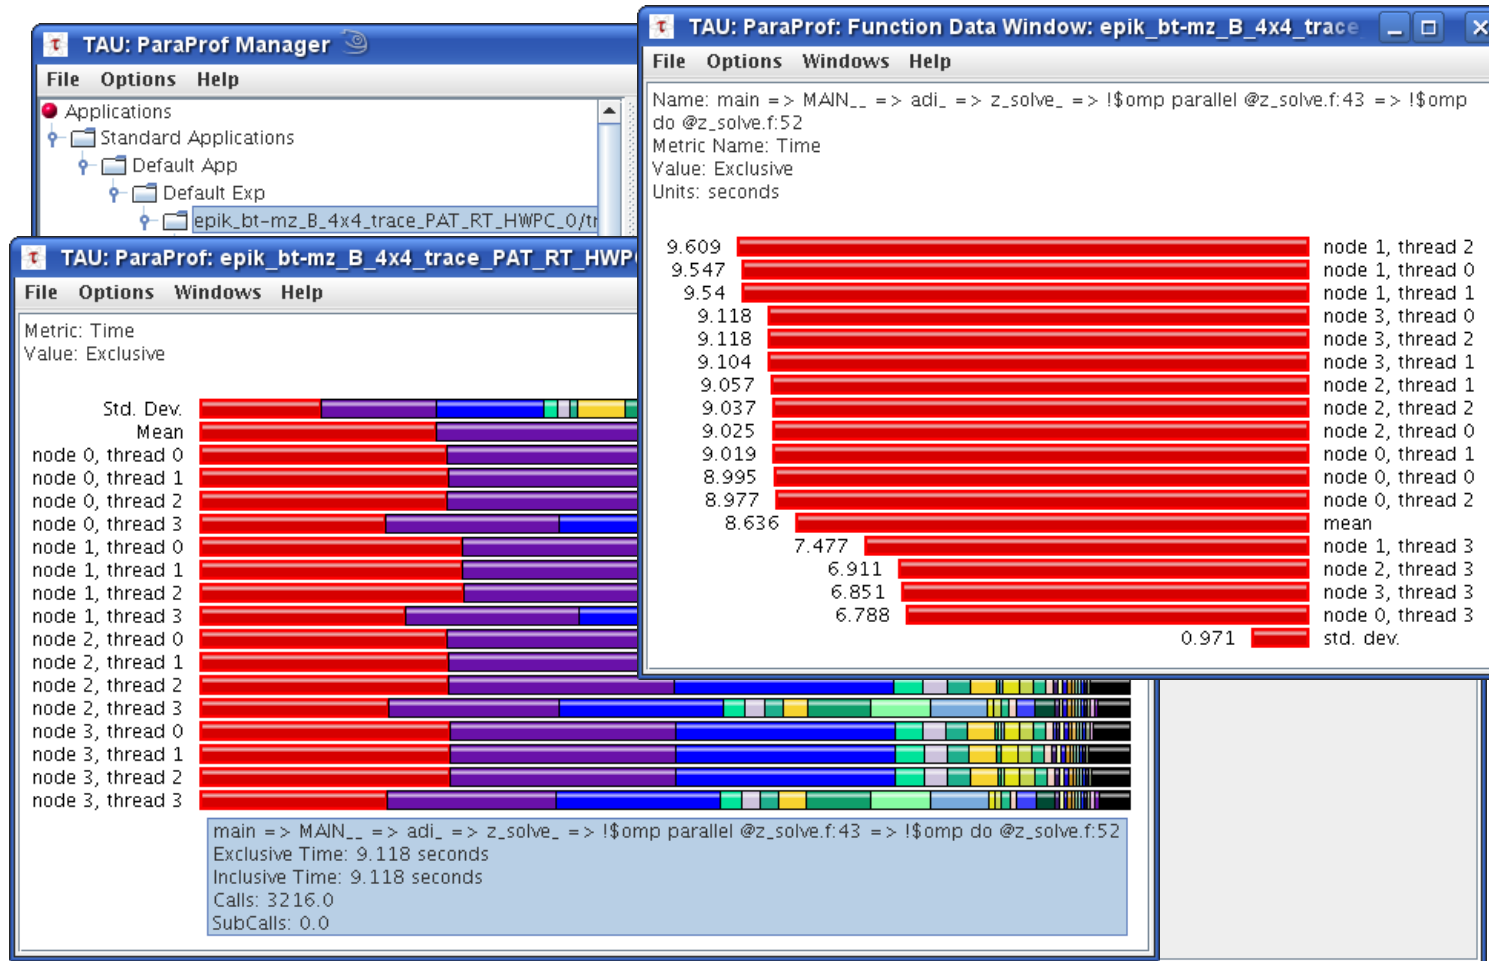 TAU: ParaProf Manager
File Options Help
Applications
Standard Applications
Default App
Default Exp
epik_bt-mz_B_4x4_trace_PAT_RT_HWPC_0/tr
TAU: ParaProf: Function Data Window: epik_bt-mz_B_4x4_trace
File Options Windows Help
Name: main => MAIN__ => adi_ => z_solve_ => !$omp parallel @z_solve.f:43 => !$omp
do @z_solve.f:52
Metric Name: Time
Value: Exclusive
Units: seconds
9.609 node 1, thread 2
9.547 node 1, thread 0
9.54 node 1, thread 1
9.118 node 3, thread 0
9.118 node 3, thread 2
9.104 node 3, thread 1
9.057 node 2, thread 1
9.037 node 2, thread 2
9.025 node 2, thread 0
9.019 node 0, thread 1
8.995 node 0, thread 0
8.977 node 0, thread 2
8.636 mean
7.477 node 1, thread 3
6.911 node 2, thread 3
6.851 node 3, thread 3
6.788 node 0, thread 3
0.971 std. dev.
TAU: ParaProf: epik_bt-mz_B_4x4_trace_PAT_RT_HWP
File Options Windows Help
Metric: Time
Value: Exclusive
Std. Dev.
Mean
node 0, thread 0
node 0, thread 1
node 0, thread 2
node 0, thread 3
node 1, thread 0
node 1, thread 1
node 1, thread 2
node 1, thread 3
node 2, thread 0
node 2, thread 1
node 2, thread 2
node 2, thread 3
node 3, thread 0
node 3, thread 1
node 3, thread 2
node 3, thread 3
main => MAIN__ => adi_ => z_solve_ => !$omp parallel @z_solve.f:43 => !$omp do @z_solve.f:52
Exclusive Time: 9.118 seconds
Inclusive Time: 9.118 seconds
Calls: 3216.0
SubCalls: 0.0